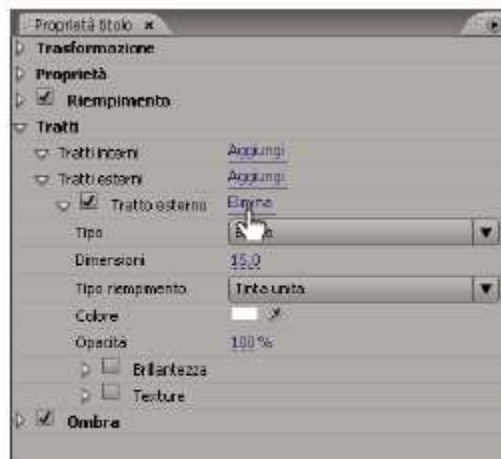 Proprietà titolo ×
Trasformazione
Proprietà
Riempimento
Tratti
Tratti interni Aggiungi
Tratti esterni Aggiungi
Tratto esterno Elimina
Tipo
Dimensioni 15,0
Tipo riempimento Tinta unita
Colore
Opacità 100 %
Brillantezza
Texture
Ombra